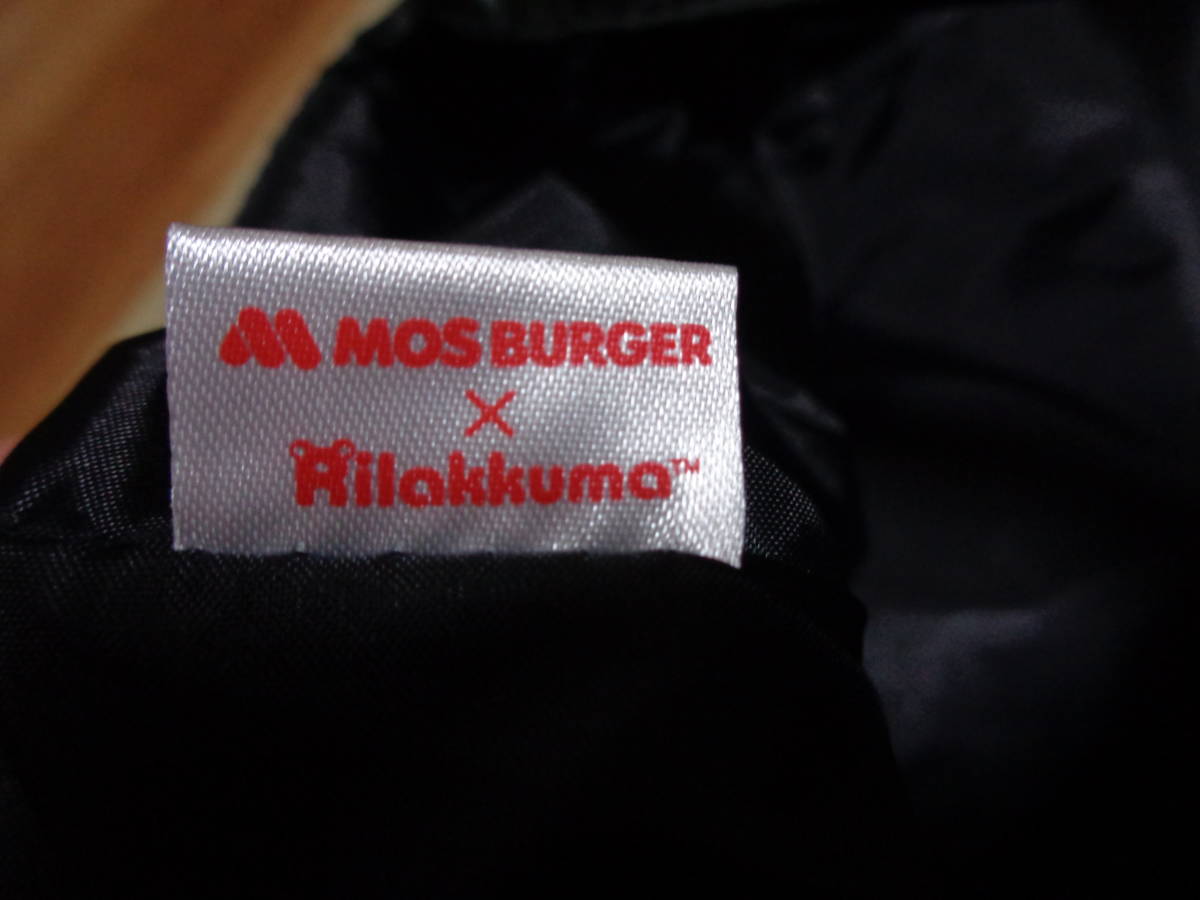 MOS BURGER
×
Rilakkuma™